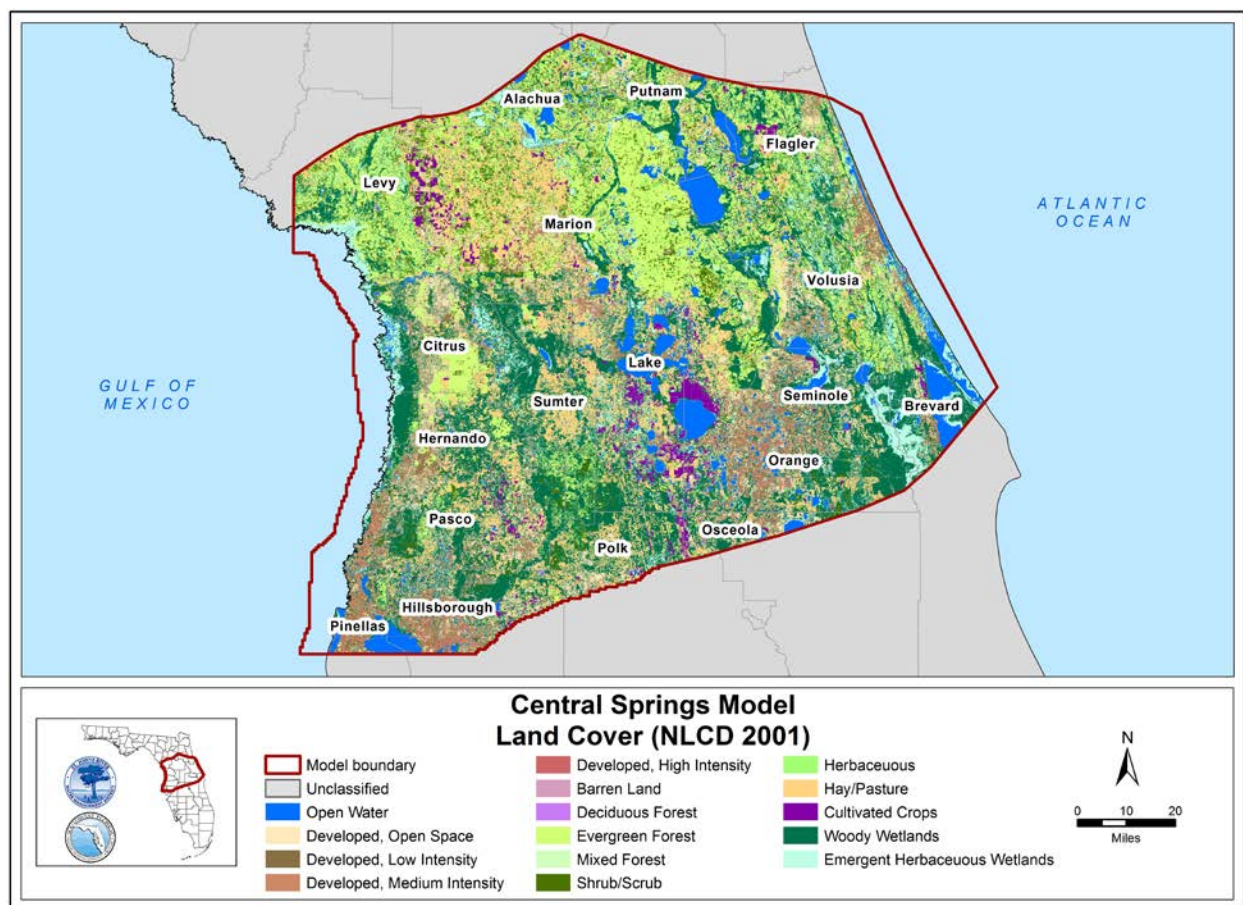 Alachua
Putnam
Flagler
Levy
Marion
ATLANTIC
OCEAN
Volusia
Citrus
Lake
GULF OF
MEXICO
Sumter
Seminole
Brevard
Hernando
Orange
Pasco
Osceola
Polk
Hillsborough
Pinellas
Central Springs Model
Land Cover (NLCD 2001)
Model boundary
Unclassified
Open Water
Developed, Open Space
Developed, Low Intensity
Developed, Medium Intensity
Developed, High Intensity
Barren Land
Deciduous Forest
Evergreen Forest
Mixed Forest
Shrub/Scrub
Herbaceuous
Hay/Pasture
Cultivated Crops
Woody Wetlands
Emergent Herbaceuous Wetlands
N
0 10 20
Miles